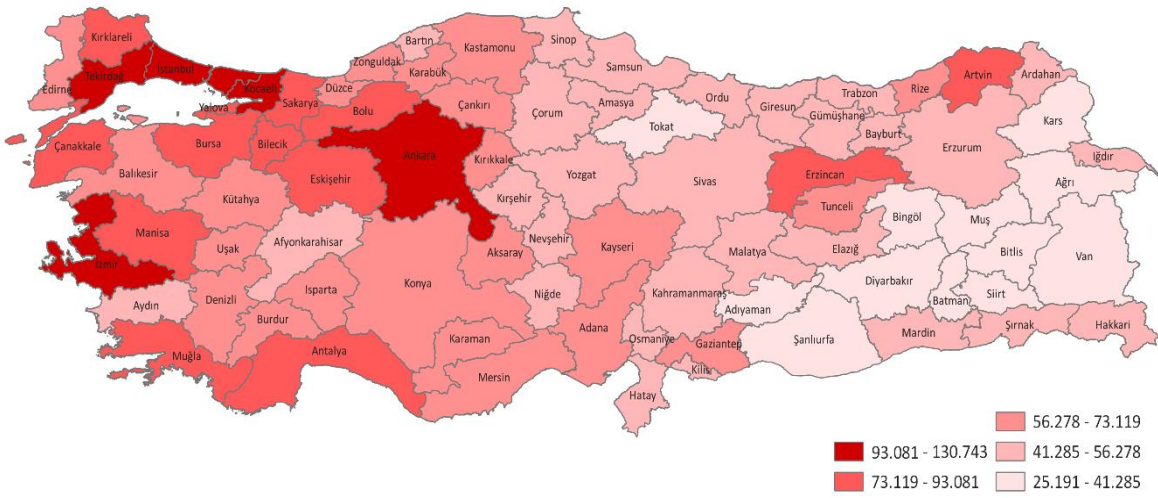 Kırklareli
Edirne
Tekirdağ
İstanbul
Kocaeli
Yalova
Sakarya
Düzce
Zonguldak
Bartın
Karabük
Kastamonu
Sinop
Samsun
Bolu
Çankırı
Çorum
Amasya
Tokat
Ordu
Giresun
Trabzon
Gümüşhane
Rize
Artvin
Ardahan
Bayburt
Kars
Erzurum
Iğdır
Ağrı
Çanakkale
Balıkesir
Bursa
Bilecik
Eskişehir
Ankara
Kırıkkale
Yozgat
Sivas
Erzincan
Tunceli
Bingöl
Muş
Bitlis
Van
Kütahya
Manisa
İzmir
Uşak
Afyonkarahisar
Kırşehir
Nevşehir
Kayseri
Malatya
Elazığ
Diyarbakır
Batman
Siirt
Aydın
Denizli
Isparta
Burdur
Konya
Aksaray
Niğde
Kahramanmaraş
Adıyaman
Şanlıurfa
Mardin
Şırnak
Hakkari
Muğla
Antalya
Karaman
Mersin
Adana
Osmaniye
Gaziantep
Kilis
Hatay
93.081 - 130.743
73.119 - 93.081
56.278 - 73.119
41.285 - 56.278
25.191 - 41.285